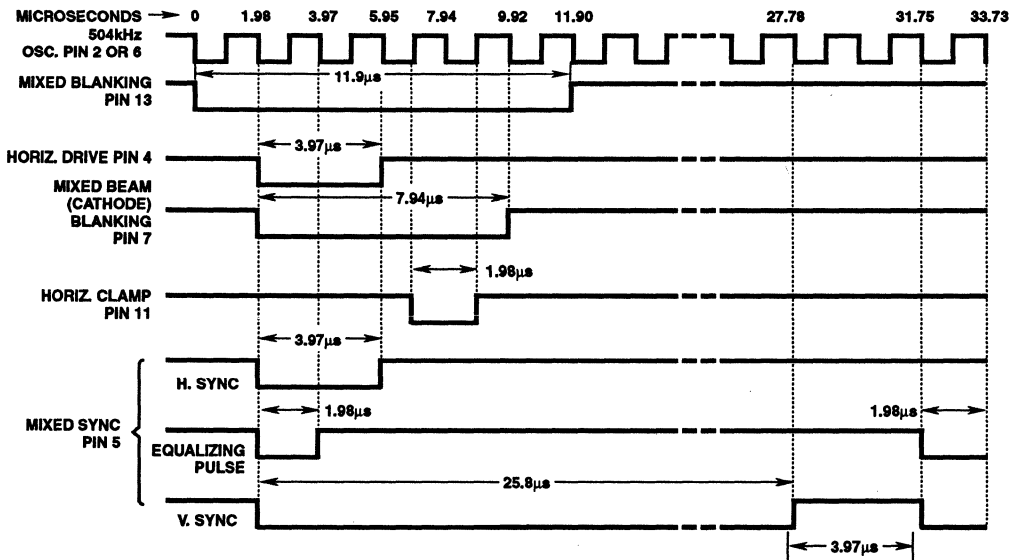 MICROSECONDS → 0 1.98 3.97 5.95 7.94 9.92 11.90 27.78 31.75 33.73
504kHz
OSC. PIN 2 OR 6
11.9μs
MIXED BLANKING
PIN 13
3.97μs
HORIZ. DRIVE PIN 4
MIXED BEAM
(CATHODE)
BLANKING
PIN 7
7.94μs
1.98μs
HORIZ. CLAMP
PIN 11
3.97μs
H. SYNC
1.98μs 1.98μs
MIXED SYNC
PIN 5
EQUALIZING
PULSE
25.8μs
V. SYNC
3.97μs